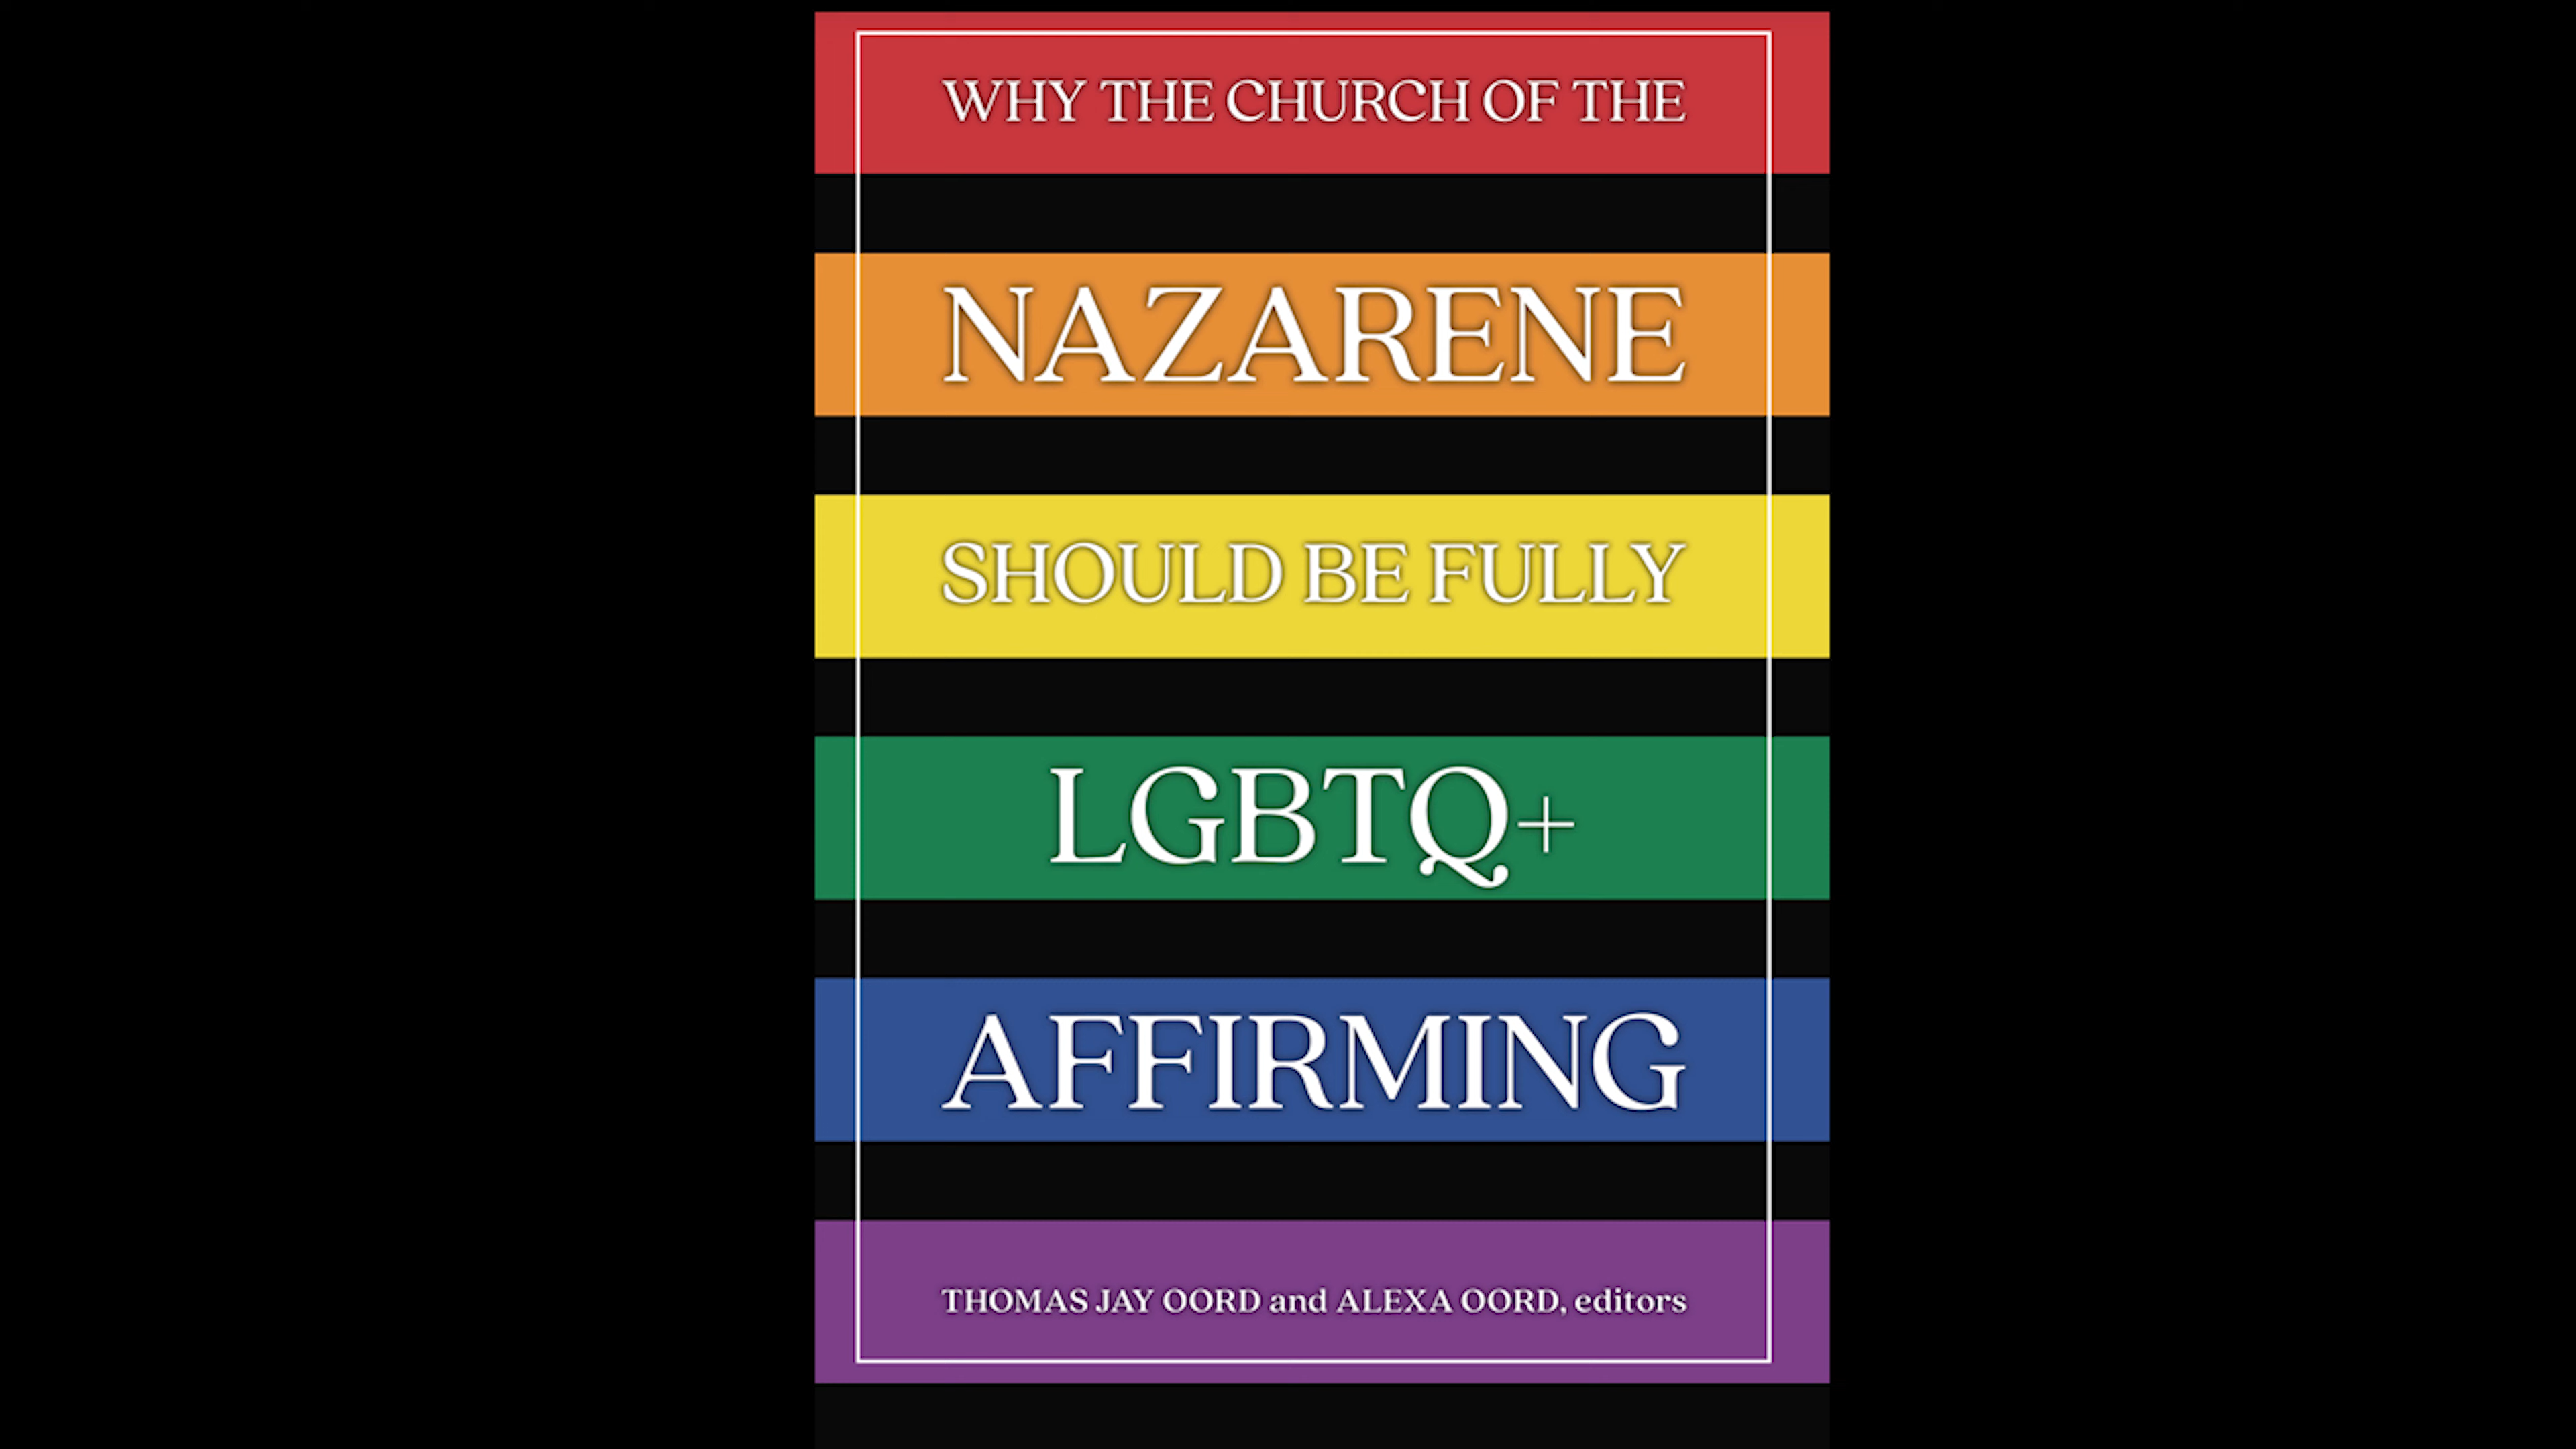 WHY THE CHURCH OF THE
NAZARENE
SHOULD BE FULLY
LGBTQ+
AFFIRMING
THOMAS JAY OORD and ALEXA OORD, editors